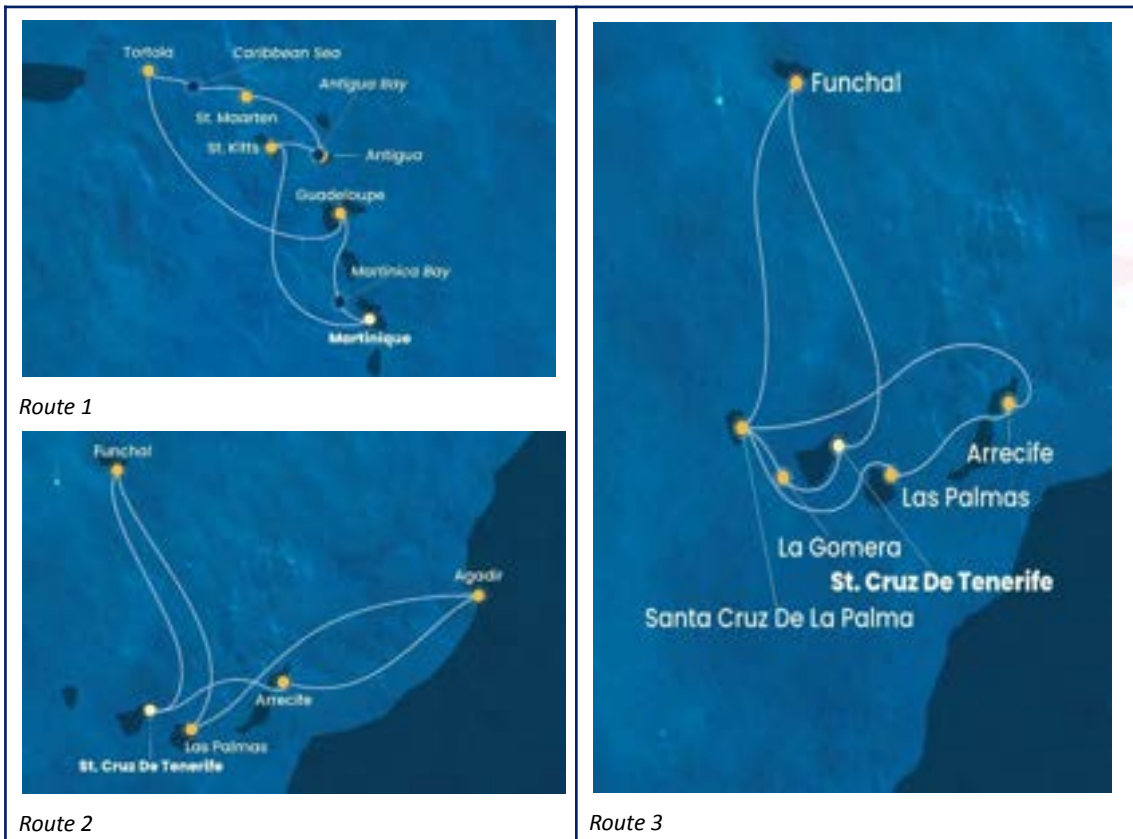 Tortola
Caribbean Sea
Antigua Bay
St. Maarten
St. Kitts
Antigua
Guadeloupe
Martinica Bay
Martinique
Route 1
Funchal
Agadir
Arrecife
Las Palmas
St. Cruz De Tenerife
Route 2
Funchal
Arrecife
Las Palmas
La Gomera
St. Cruz De Tenerife
Santa Cruz De La Palma
Route 3